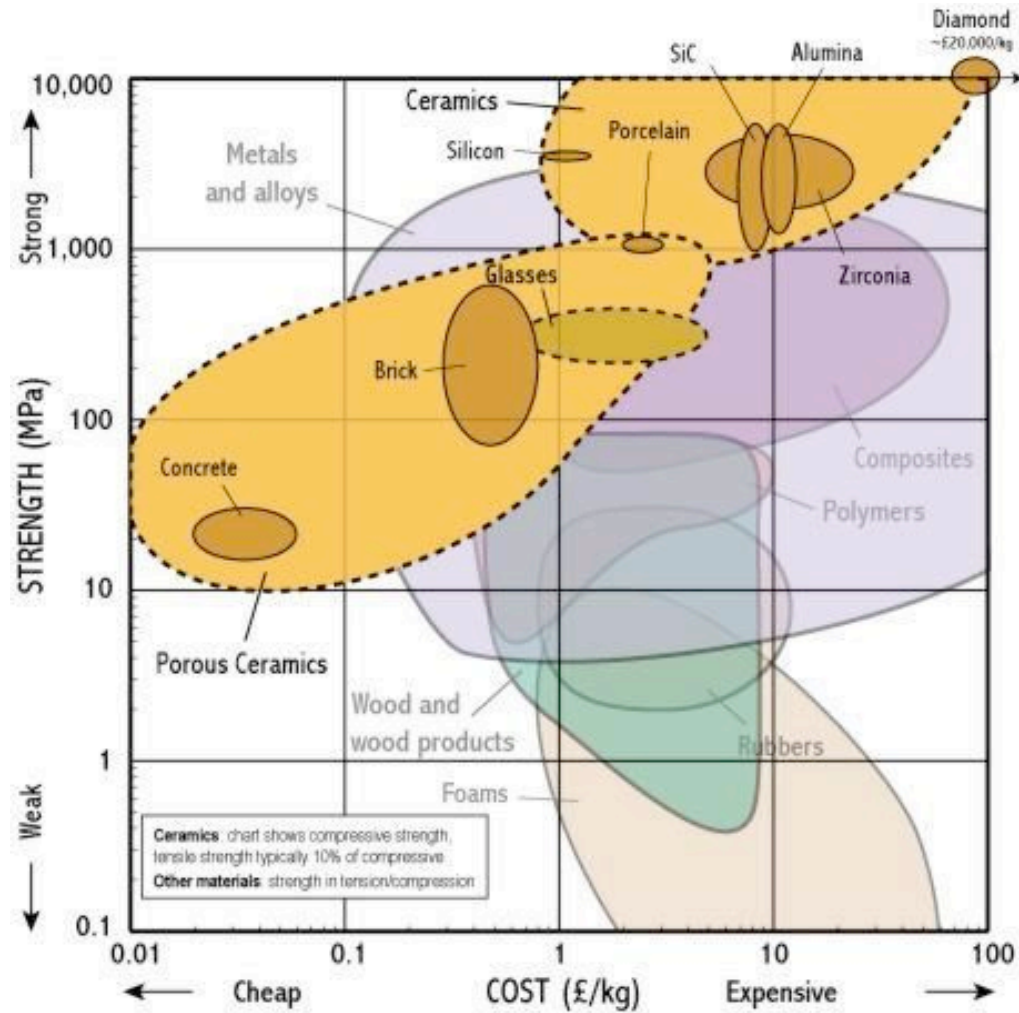 Diamond
~£20,000/kg
SiC
Alumina
10,000
Ceramics
Porcelain
Silicon
Metals
and alloys
Strong
1,000
Glasses
Zirconia
Brick
STRENGTH (MPa)
100
Composites
Concrete
Polymers
10
Porous Ceramics
Wood and
wood products
Rubbers
1
Foams
Weak
Ceramics: chart shows compressive strength,
tensile strength typically 10% of compressive
Other materials: strength in tension/compression
0.1
0.01
0.1
1
10
100
Cheap
COST (£/kg)
Expensive